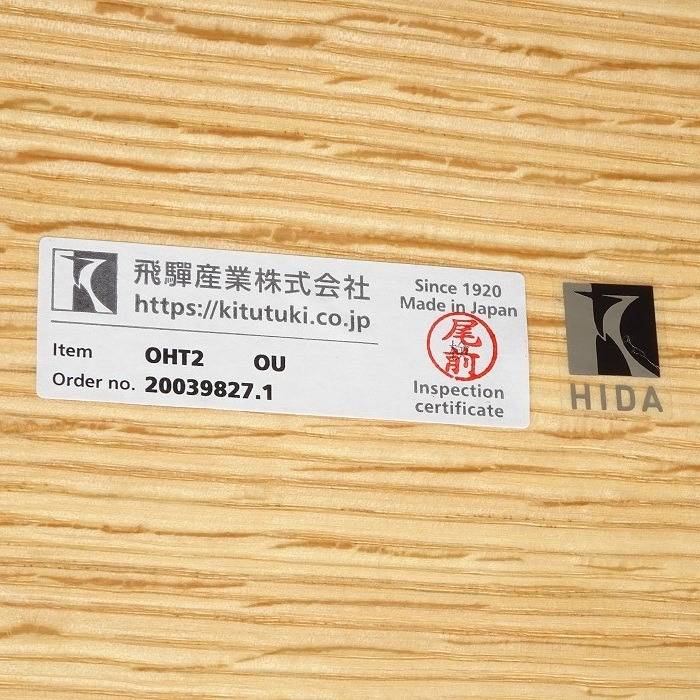 飛驒産業株式会社
https://kitutuki.co.jp
Item OHT2 OU
Order no. 20039827.1
Since 1920
Made in Japan
尾前
Inspection
certificate
HIDA